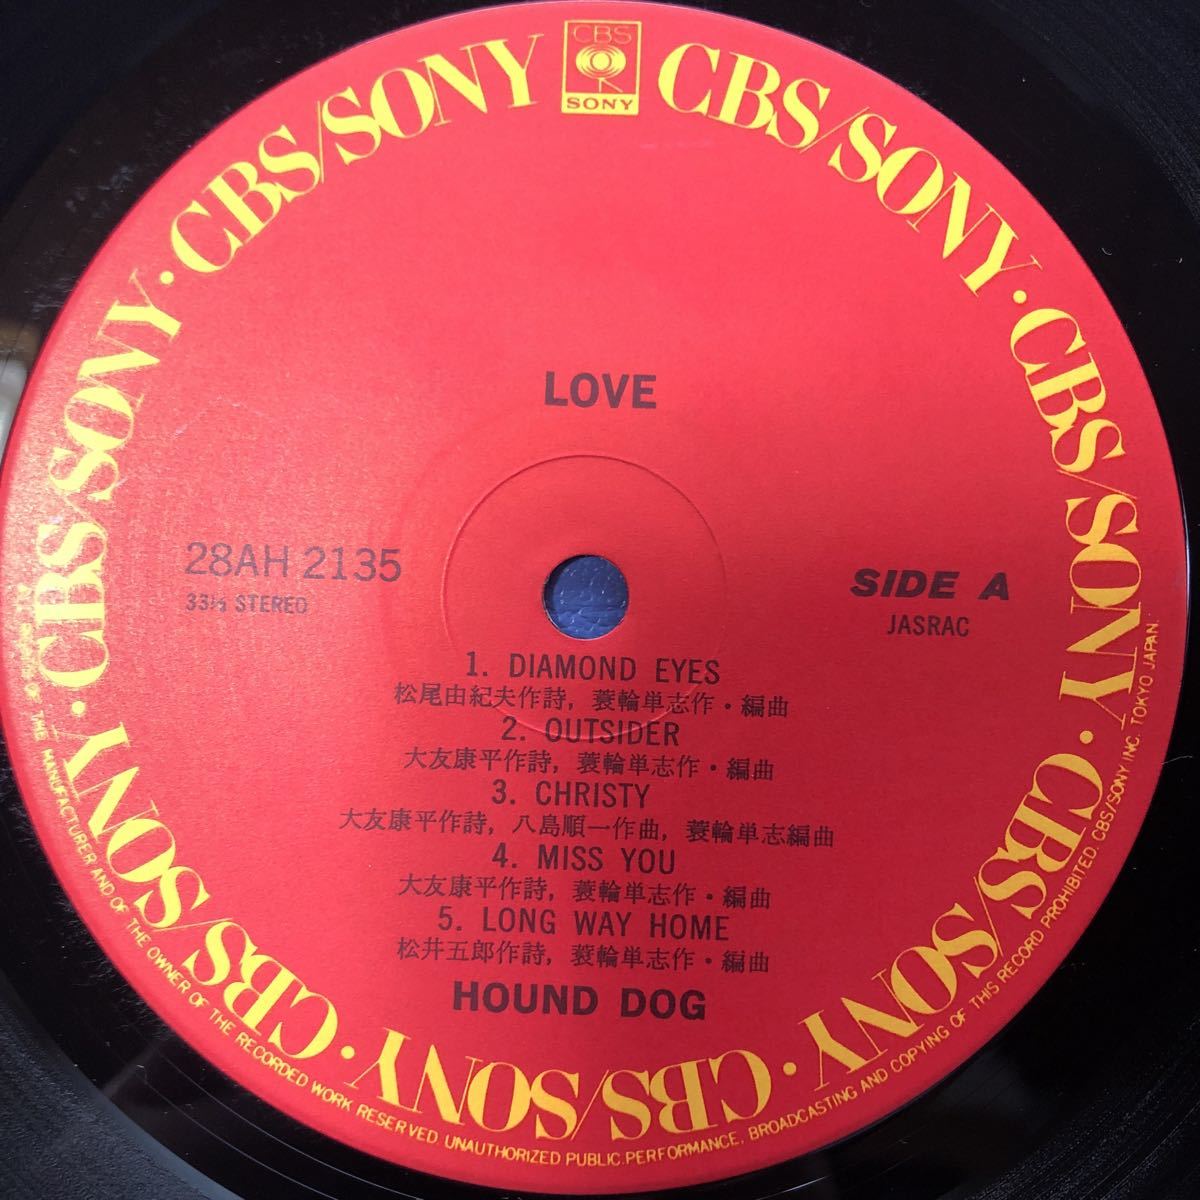 CBS
SONY
CBS/SONY · CBS/SONY · CBS/SONY · CBS/SONY · CBS/SONY · CBS/SONY · CBS/SONY · CBS/SONY
LOVE
28AH 2135
33⅓ STEREO
SIDE A
JASRAC
1. DIAMOND EYES
松尾由紀夫作詩, 蓑輪単志作・編曲
2. OUTSIDER
大友康平作詩, 蓑輪単志作・編曲
3. CHRISTY
大友康平作詩, 八島順一作曲, 蓑輪単志編曲
4. MISS YOU
大友康平作詩, 蓑輪単志作・編曲
5. LONG WAY HOME
松井五郎作詩, 蓑輪単志作・編曲
HOUND DOG
THE MANUFACTURER AND OF THE OWNER OF THE RECORDED WORK RESERVED. UNAUTHORIZED PUBLIC.PERFORMANCE, BROADCASTING AND COPYING OF THIS RECORD PROHIBITED. CBS/SONY INC. TOKYO JAPAN.